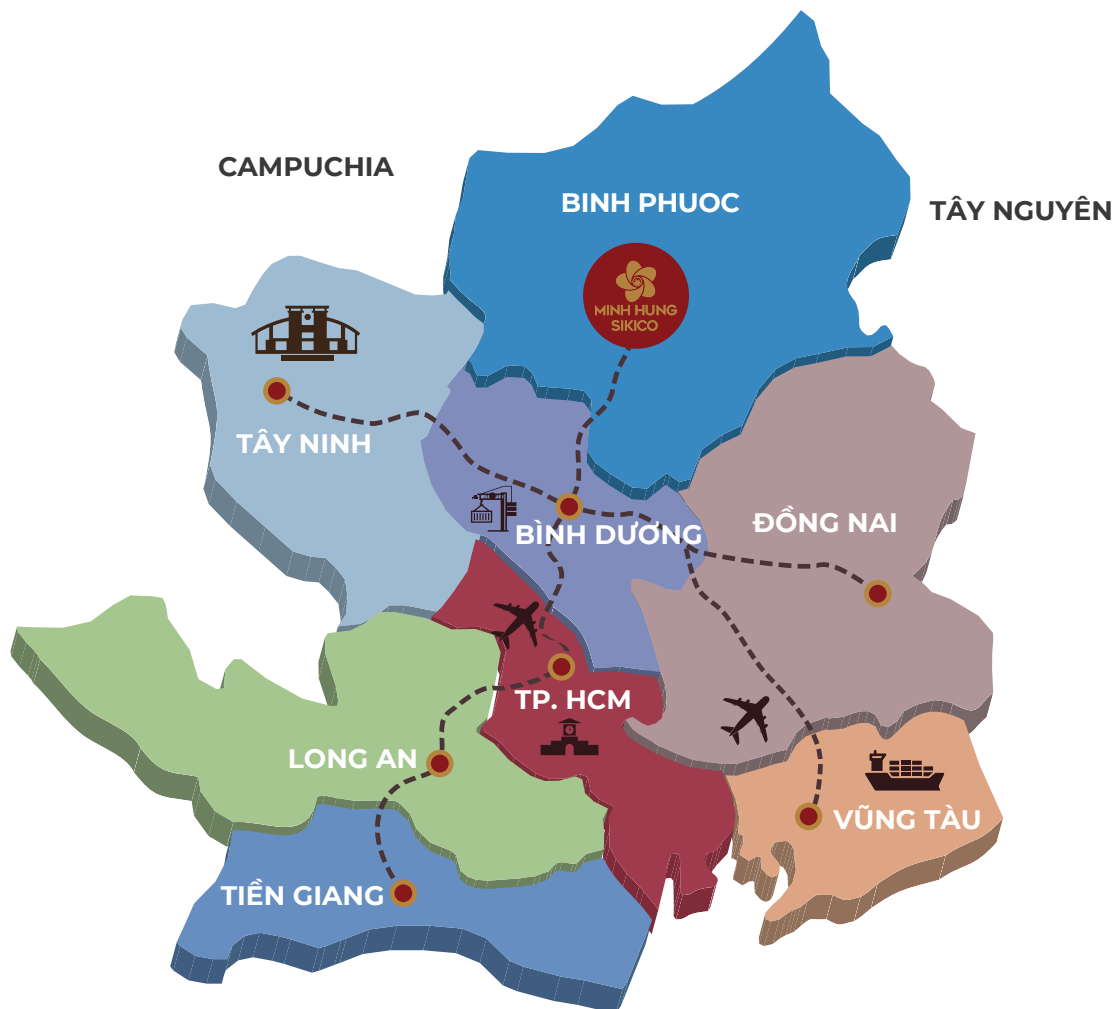 CAMPUCHIA
BINH PHUOC
TÂY NGUYÊN
MINH HUNG
SIKICO
TÂY NINH
ĐỒNG NAI
BÌNH DƯƠNG
TP. HCM
LONG AN
VŨNG TÀU
TIỀN GIANG